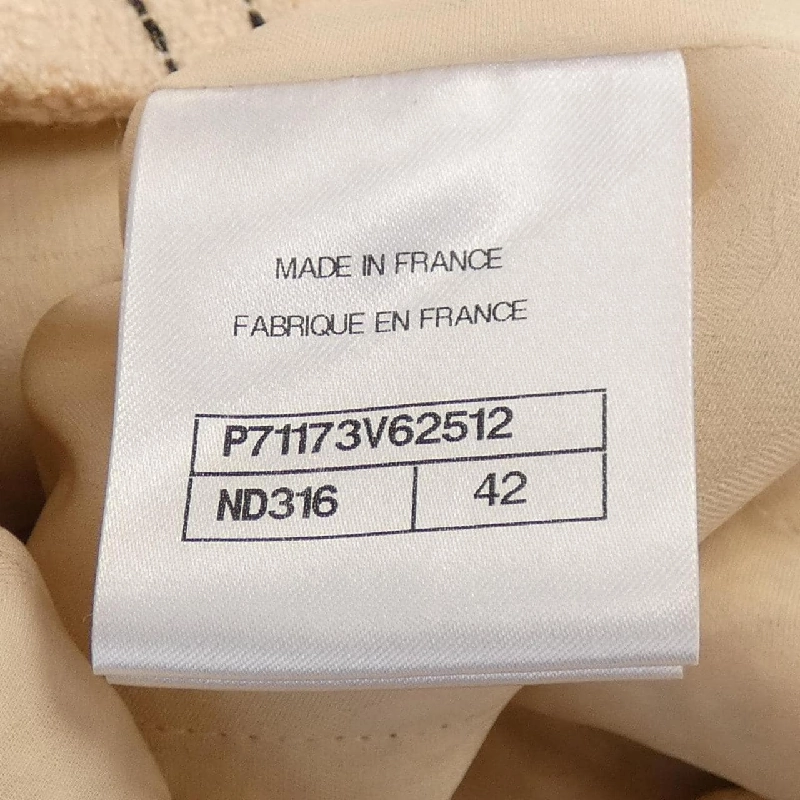 MADE IN FRANCE
FABRIQUE EN FRANCE
P71173V62512
ND316 42